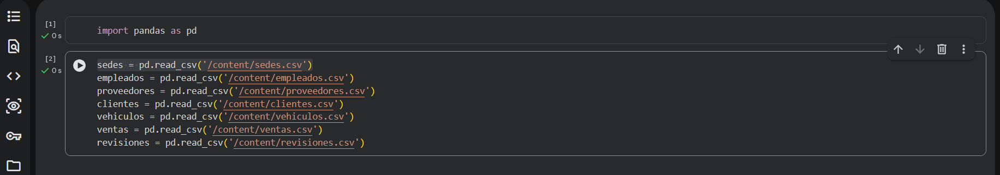 [1]
0 s
import pandas as pd
[2]
0 s
sedes = pd.read_csv('/content/sedes.csv')
empleados = pd.read_csv('/content/empleados.csv')
proveedores = pd.read_csv('/content/proveedores.csv')
clientes = pd.read_csv('/content/clientes.csv')
vehiculos = pd.read_csv('/content/vehiculos.csv')
ventas = pd.read_csv('/content/ventas.csv')
revisiones = pd.read_csv('/content/revisiones.csv')